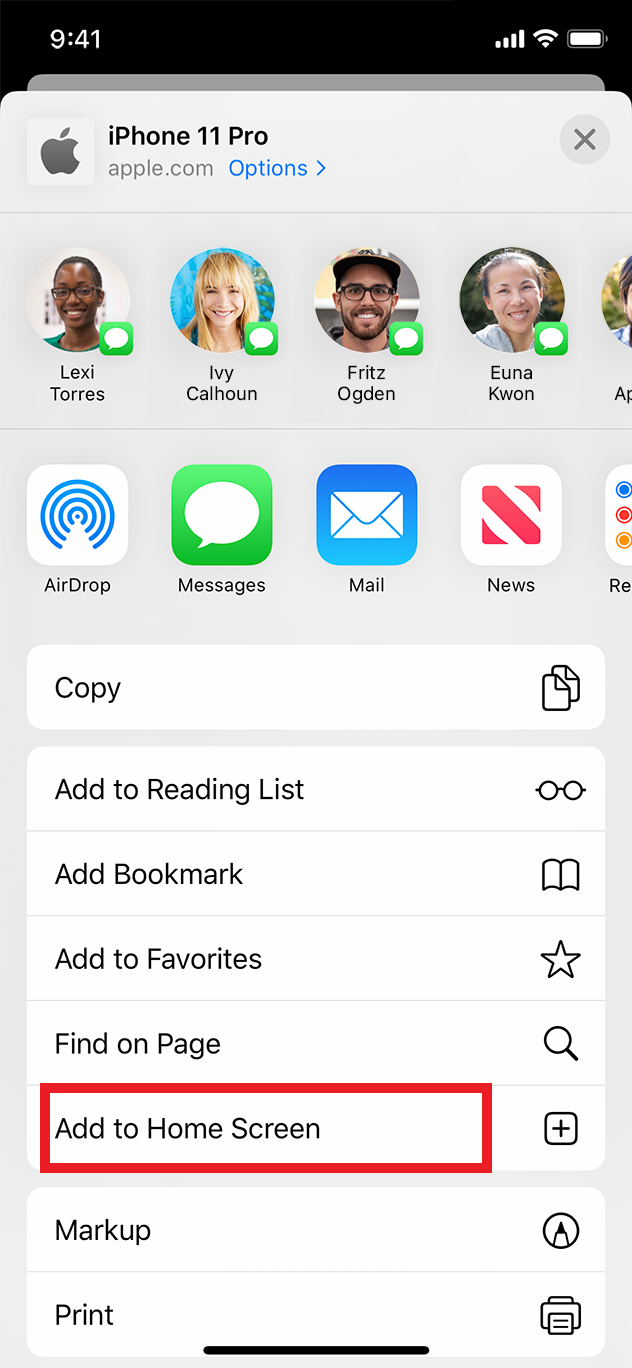 9:41
iPhone 11 Pro
apple.com Options >
Lexi
Torres
Ivy
Calhoun
Fritz
Ogden
Euna
Kwon
AirDrop
Messages
Mail
News
Copy
Add to Reading List
Add Bookmark
Add to Favorites
Find on Page
Add to Home Screen
Markup
Print